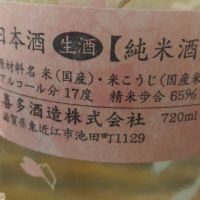 日本酒 生酒 【純米酒
原材料名 米(国産)・米こうじ(国産米
アルコール分 17度 精米歩合 65%
喜多酒造株式会社 720ml
滋賀県東近江市池田町1129